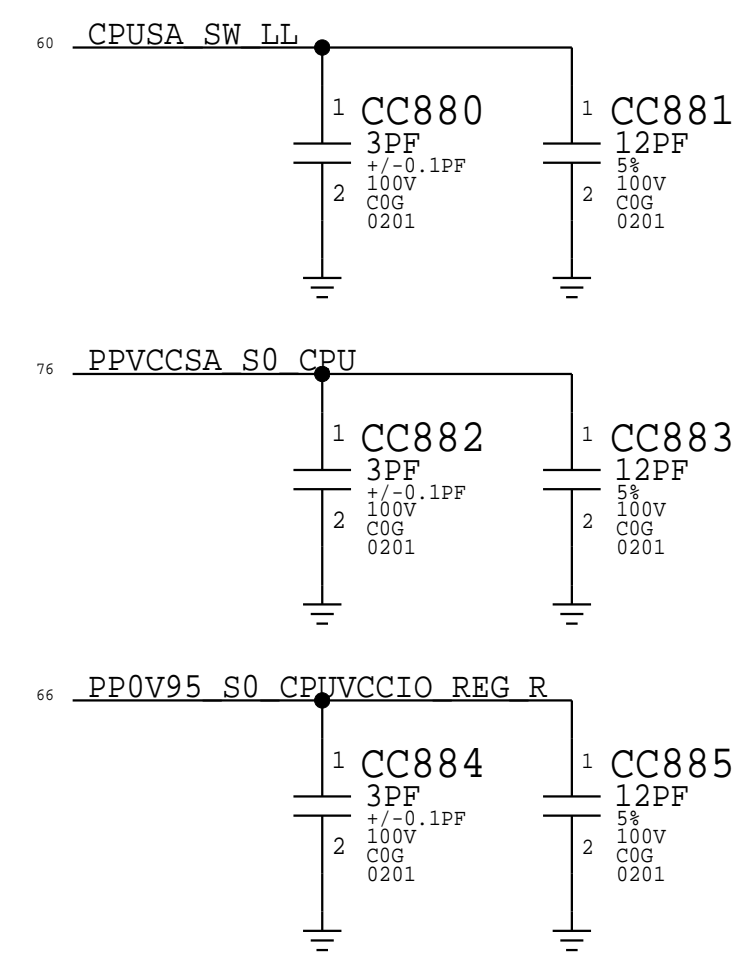 60 CPUSA_SW_LL
1 CC880
3PF
+/-0.1PF
100V
2
C0G
0201
1 CC881
12PF
5%
100V
2
C0G
0201
76 PPVCCSA_S0_CPU
1 CC882
3PF
+/-0.1PF
100V
2
C0G
0201
1 CC883
12PF
5%
100V
2
C0G
0201
66 PP0V95_S0_CPUVCCIO_REG_R
1 CC884
3PF
+/-0.1PF
100V
2
C0G
0201
1 CC885
12PF
5%
100V
2
C0G
0201